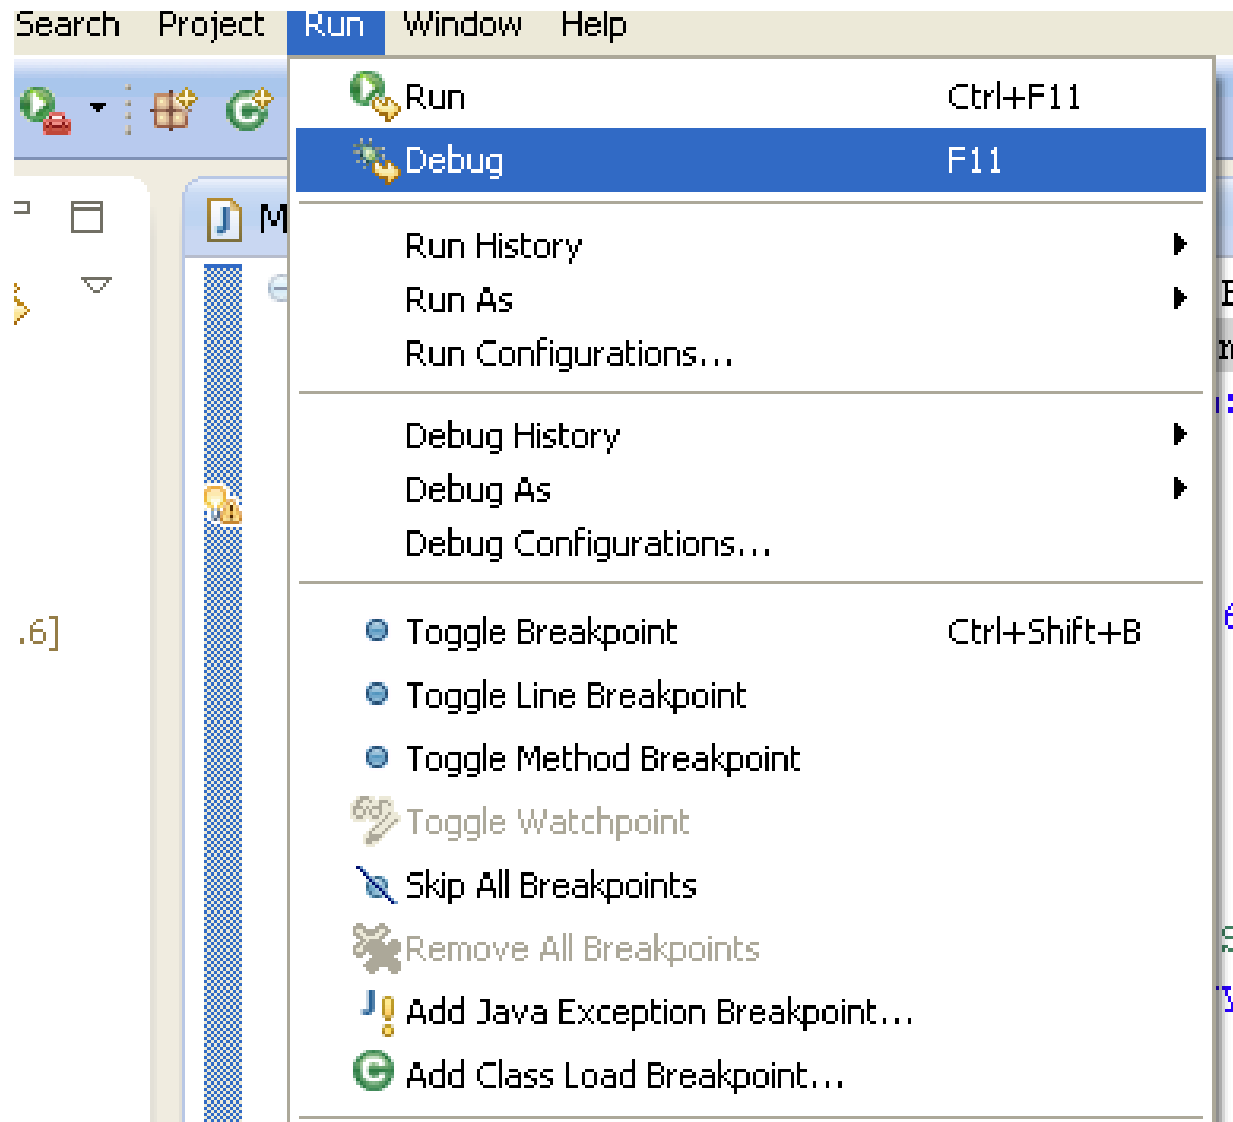 Search Project Run Window Help
Run Ctrl+F11
Debug F11
M
Run History
Run As
Run Configurations...
Debug History
Debug As
Debug Configurations...
.6]
Toggle Breakpoint Ctrl+Shift+B
Toggle Line Breakpoint
Toggle Method Breakpoint
Toggle Watchpoint
Skip All Breakpoints
Remove All Breakpoints
Add Java Exception Breakpoint...
Add Class Load Breakpoint...